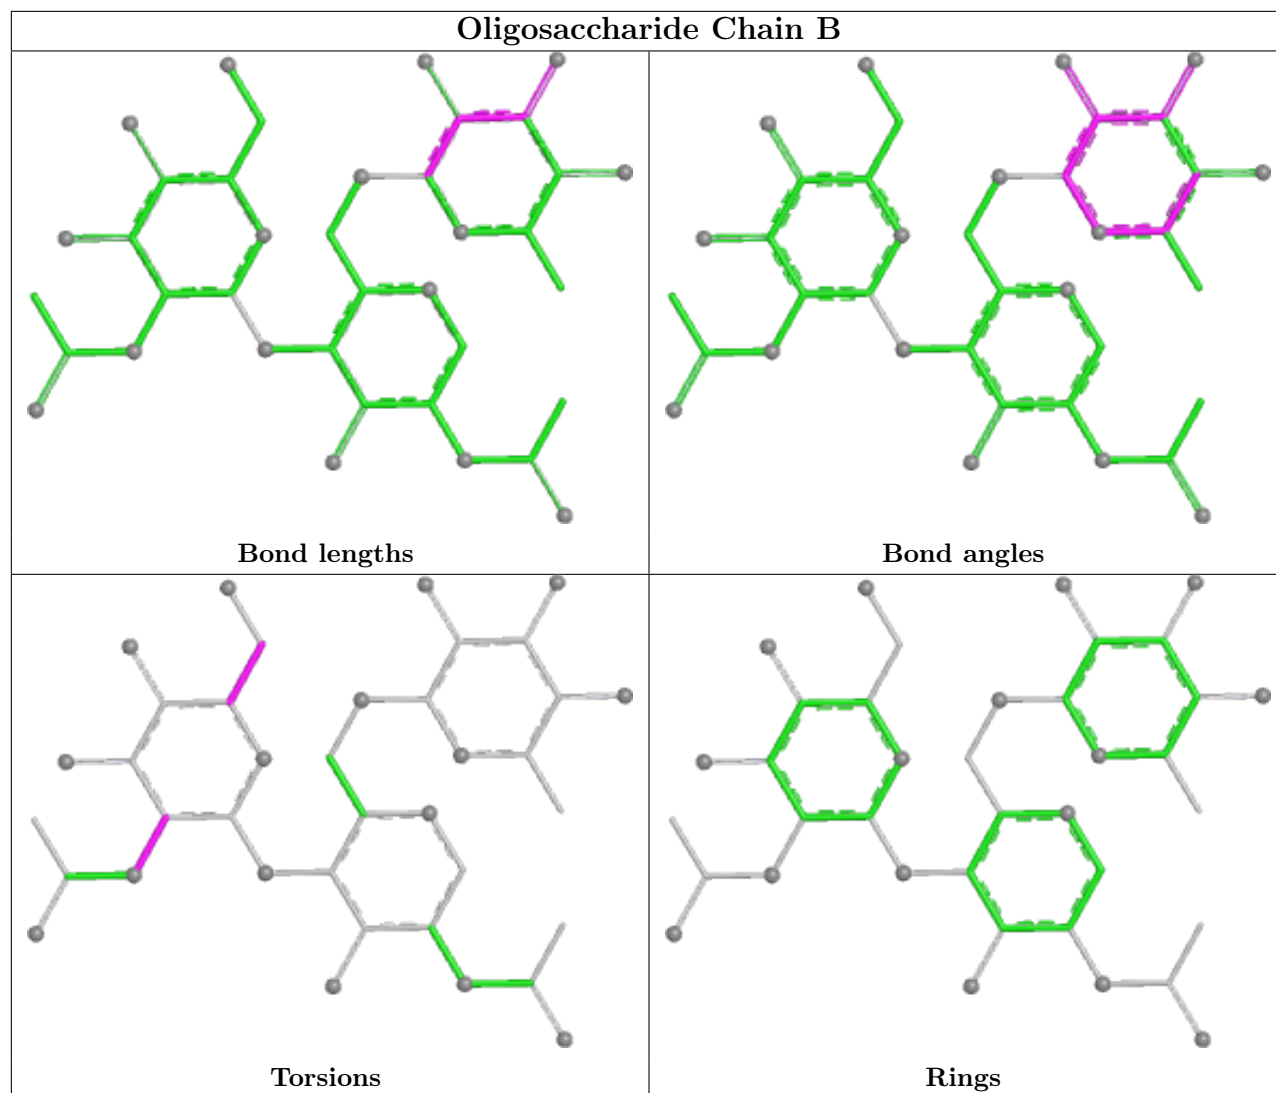 Oligosaccharide Chain B
Bond lengths
Bond angles
Torsions
Rings